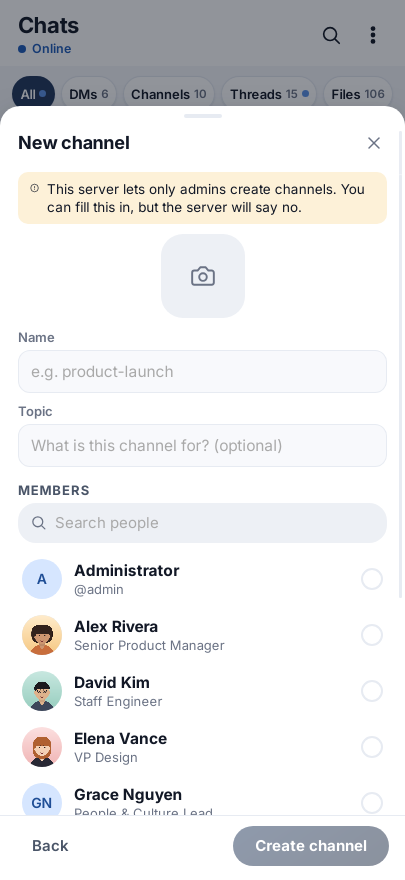 Chats
Online
All
DMs 6
Channels 10
Threads 15
Files 106
New channel
This server lets only admins create channels. You
can fill this in, but the server will say no.
Name
e.g. product-launch
Topic
What is this channel for? (optional)
MEMBERS
Search people
A
Administrator
@admin
Alex Rivera
Senior Product Manager
David Kim
Staff Engineer
Elena Vance
VP Design
GN
Grace Nguyen
People & Culture Lead
Back
Create channel